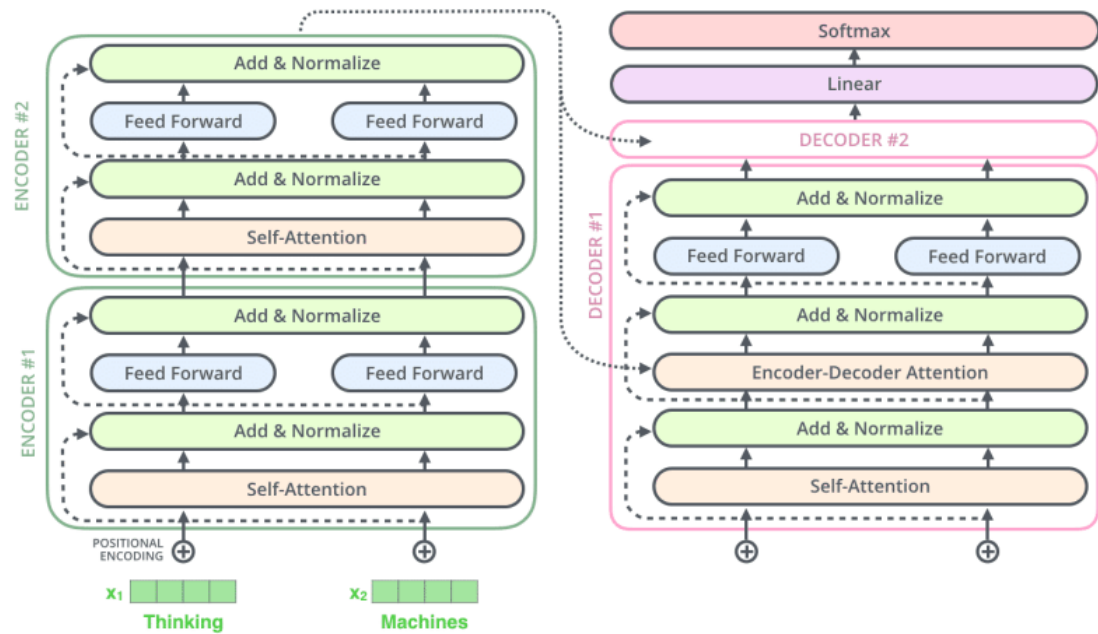 ENCODER #2
Add & Normalize
Feed Forward
Feed Forward
Add & Normalize
Self-Attention
ENCODER #1
Add & Normalize
Feed Forward
Feed Forward
Add & Normalize
Self-Attention
POSITIONAL
ENCODING
x₁
x₂
Thinking
Machines
Softmax
Linear
DECODER #2
DECODER #1
Add & Normalize
Feed Forward
Feed Forward
Add & Normalize
Encoder-Decoder Attention
Add & Normalize
Self-Attention